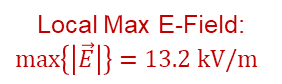 Local Max E-Field:
max{|E⃗|} = 13.2 kV/m